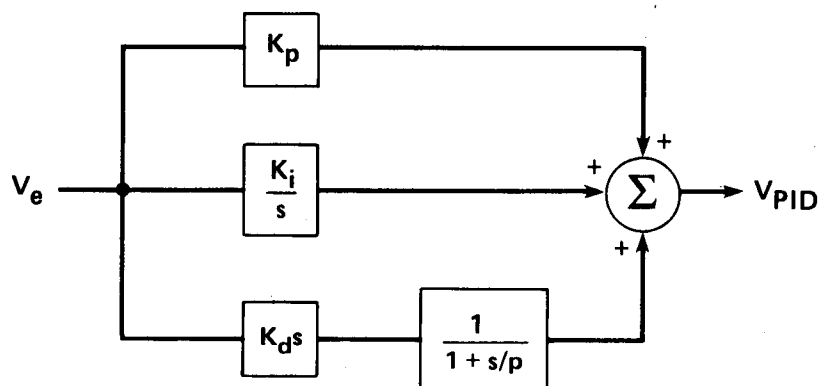 Kp
+
Ve
Ki
s
+
Σ
VPID
+
Kds
1
1 + s/p